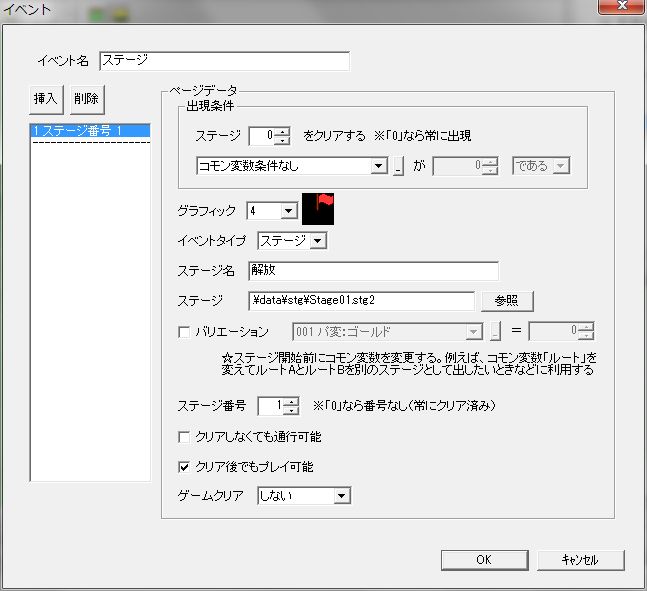 イベント
イベント名 ステージ
挿入 削除
1 ステージ番号 1
ページデータ
出現条件
ステージ 0 をクリアする ※「0」なら常に出現
コモン変数条件なし _ が 0 である
グラフィック 4
イベントタイプ ステージ
ステージ名 解放
ステージ ¥data¥stg¥Stage01.stg2 参照
バリエーション 001 パ変:ゴールド _ = 0
☆ステージ開始前にコモン変数を変更する。例えば、コモン変数「ルート」を
変えてルートAとルートBを別のステージとして出したいときなどに利用する
ステージ番号 1 ※「0」なら番号なし(常にクリア済み)
クリアしなくても通行可能
クリア後でもプレイ可能
ゲームクリア しない
OK キャンセル